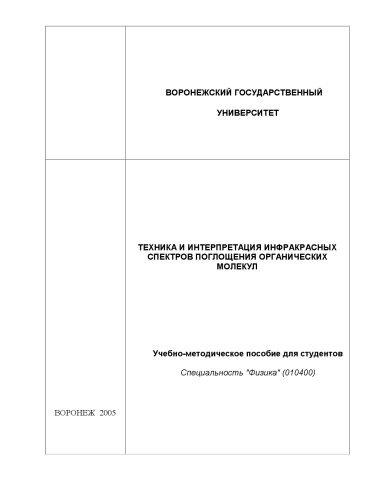 ВОРОНЕЖСКИЙ ГОСУДАРСТВЕННЫЙ
УНИВЕРСИТЕТ
ТЕХНИКА И ИНТЕРПРЕТАЦИЯ ИНФРАКРАСНЫХ
СПЕКТРОВ ПОГЛОЩЕНИЯ ОРГАНИЧЕСКИХ
МОЛЕКУЛ
Учебно-методическое пособие для студентов
Специальность "Физика" (010400)
ВОРОНЕЖ 2005